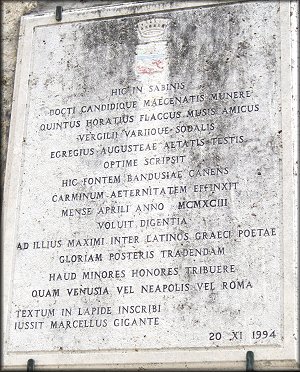 HIC IN SABINIS
DOCTI CANDIDIQUE MAECENATIS MUNERE
QUINTUS HORATIUS FLACCUS MUSIS AMICUS
VERGILII VARIIQUE SODALIS
EGREGIUS AUGUSTEAE AETATIS TESTIS
OPTIME SCRIPSIT
HIC FONTEM BANDUSIAE CANENS
CARMINUM AETERNITATEM EFFINXIT
MENSE APRILI ANNO MCMXCIII
VOLUIT DIGENTIA
AD ILLIUS MAXIMI INTER LATINOS GRAECI POETAE
GLORIAM POSTERIS TRADENDAM
HAUD MINORES HONORES TRIBUERE
QUAM VENUSIA VEL NEAPOLIS VEL ROMA
TEXTUM IN LAPIDE INSCRIBI
IUSSIT MARCELLUS GIGANTE
20 XI 1994